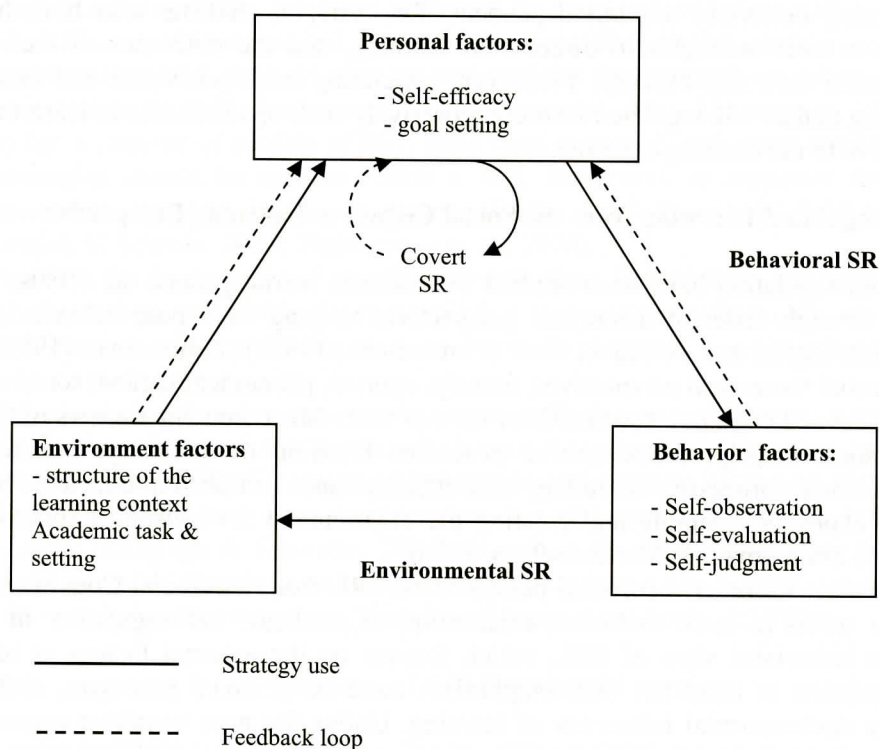 Personal factors:
- Self-efficacy
- goal setting
Covert
SR
Behavioral SR
Environment factors
- structure of the
learning context
Academic task &
setting
Behavior factors:
- Self-observation
- Self-evaluation
- Self-judgment
Environmental SR
Strategy use
Feedback loop